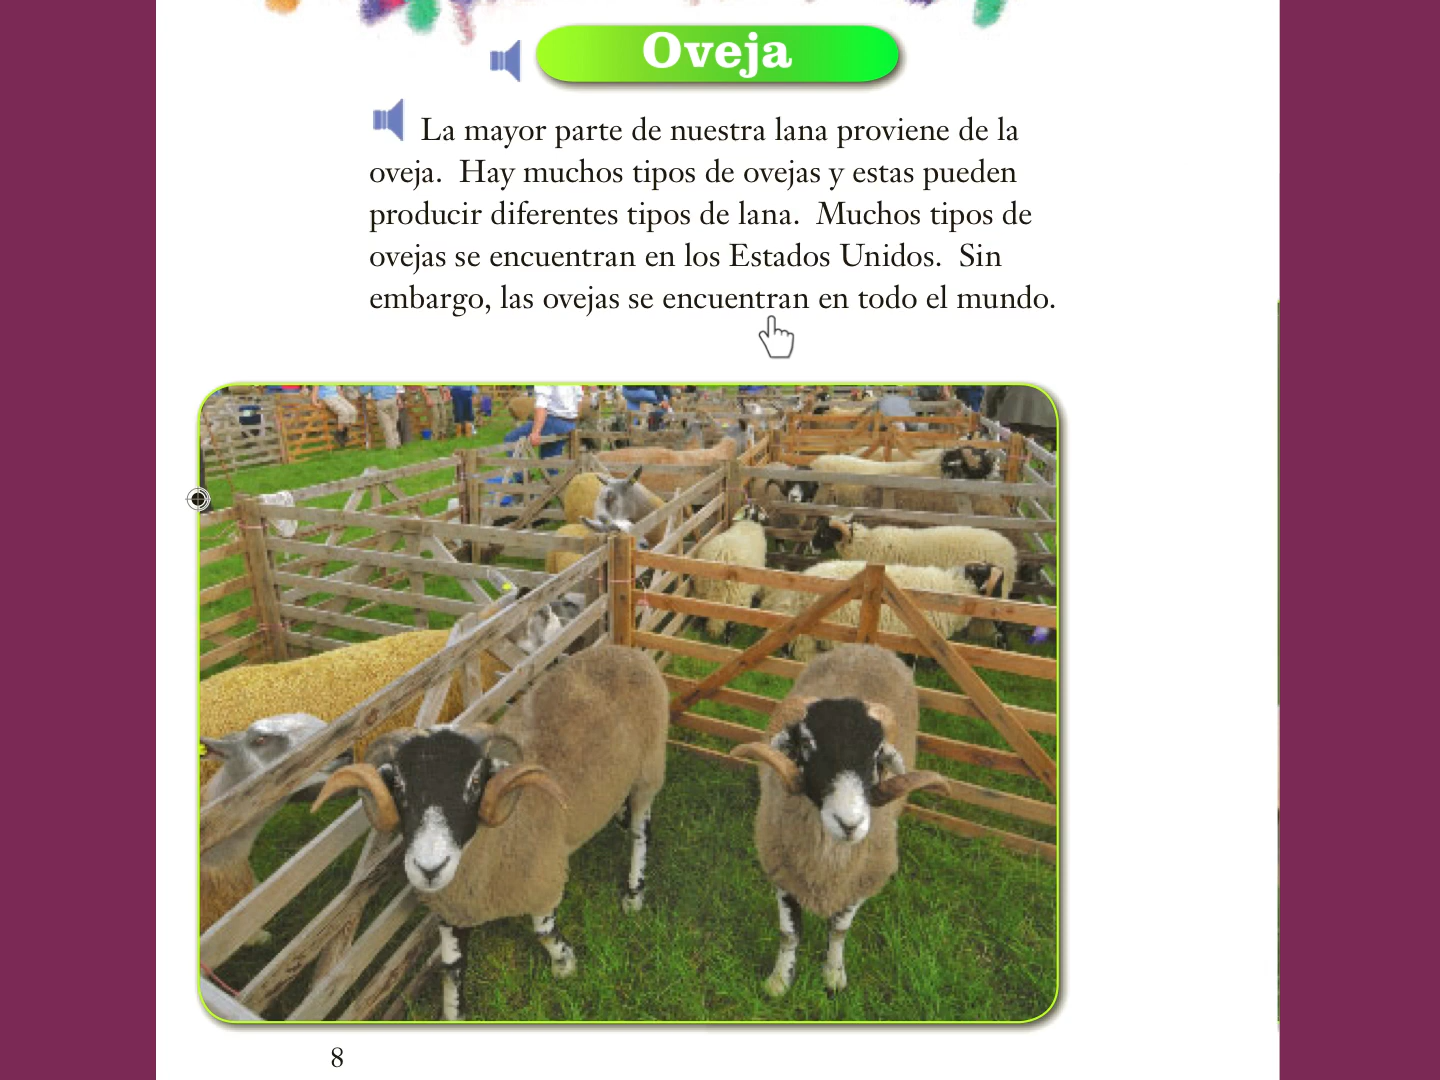 Oveja
La mayor parte de nuestra lana proviene de la
oveja. Hay muchos tipos de ovejas y estas pueden
producir diferentes tipos de lana. Muchos tipos de
ovejas se encuentran en los Estados Unidos. Sin
embargo, las ovejas se encuentran en todo el mundo.
8